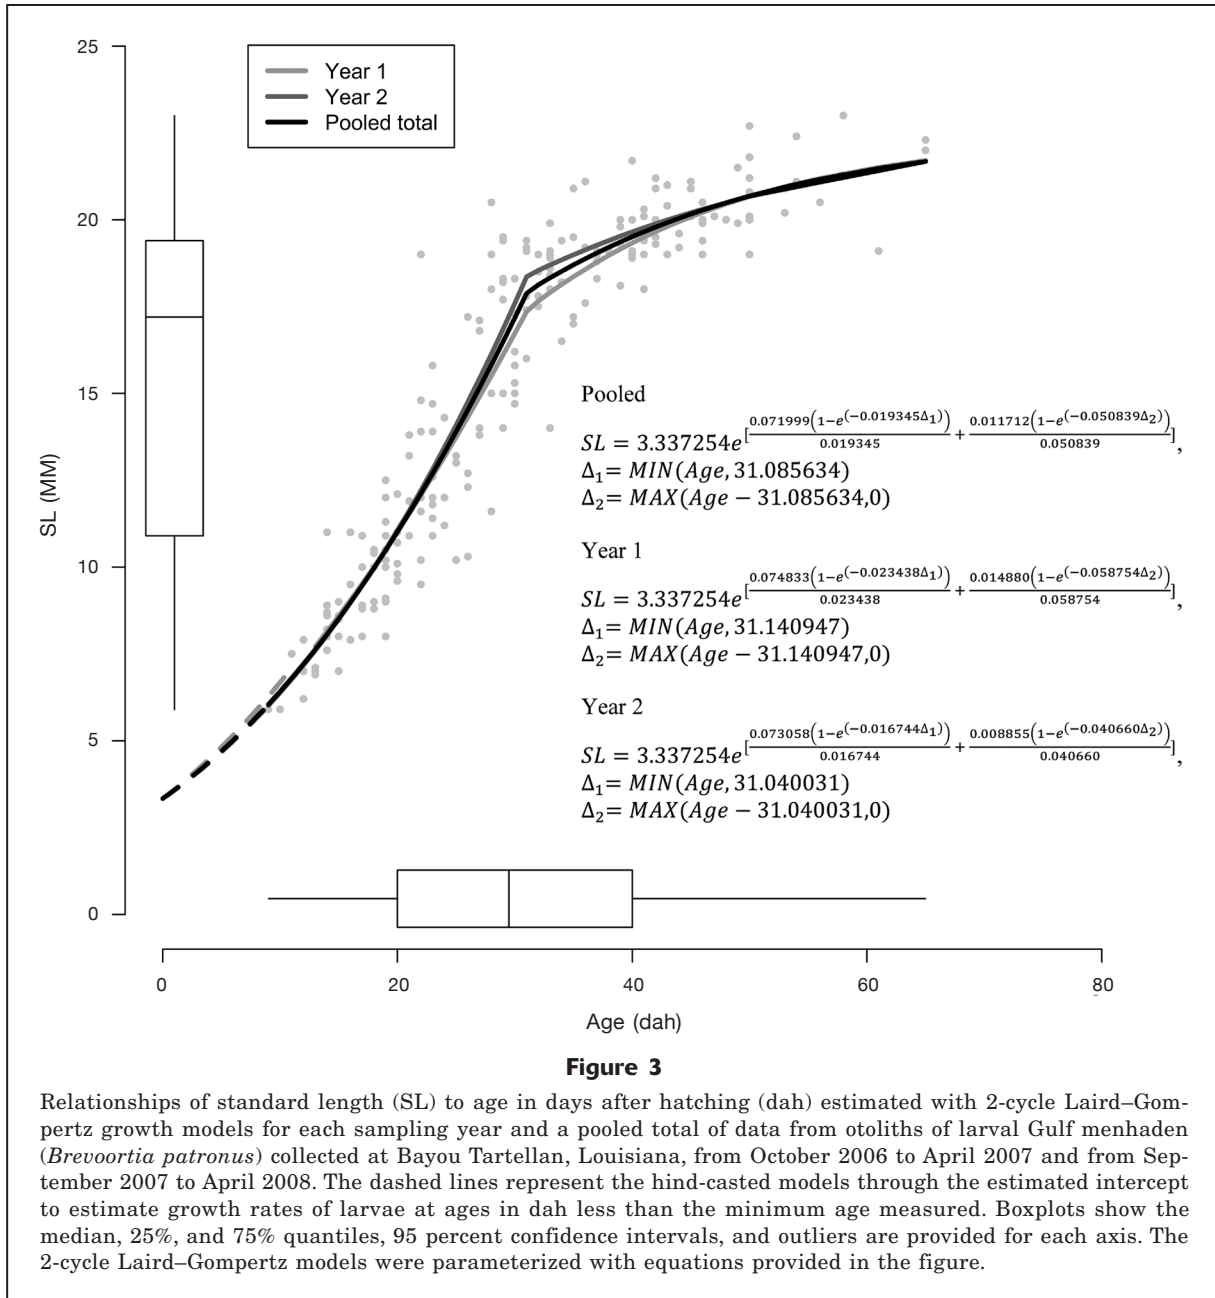 25
20
15
10
5
0
SL (MM)
Year 1
Year 2
Pooled total
Pooled
SL = 3.337254e^[0.071999(1−e^(−0.019345Δ₁))/0.019345 + 0.011712(1−e^(−0.050839Δ₂))/0.050839],
Δ₁= MIN(Age, 31.085634)
Δ₂= MAX(Age − 31.085634,0)
Year 1
SL = 3.337254e^[0.074833(1−e^(−0.023438Δ₁))/0.023438 + 0.014880(1−e^(−0.058754Δ₂))/0.058754],
Δ₁= MIN(Age, 31.140947)
Δ₂= MAX(Age − 31.140947,0)
Year 2
SL = 3.337254e^[0.073058(1−e^(−0.016744Δ₁))/0.016744 + 0.008855(1−e^(−0.040660Δ₂))/0.040660],
Δ₁= MIN(Age, 31.040031)
Δ₂= MAX(Age − 31.040031,0)
0 20 40 60 80
Age (dah)
Figure 3
Relationships of standard length (SL) to age in days after hatching (dah) estimated with 2-cycle Laird–Gom-
pertz growth models for each sampling year and a pooled total of data from otoliths of larval Gulf menhaden
(Brevoortia patronus) collected at Bayou Tartellan, Louisiana, from October 2006 to April 2007 and from Sep-
tember 2007 to April 2008. The dashed lines represent the hind-casted models through the estimated intercept
to estimate growth rates of larvae at ages in dah less than the minimum age measured. Boxplots show the
median, 25%, and 75% quantiles, 95 percent confidence intervals, and outliers are provided for each axis. The
2-cycle Laird–Gompertz models were parameterized with equations provided in the figure.